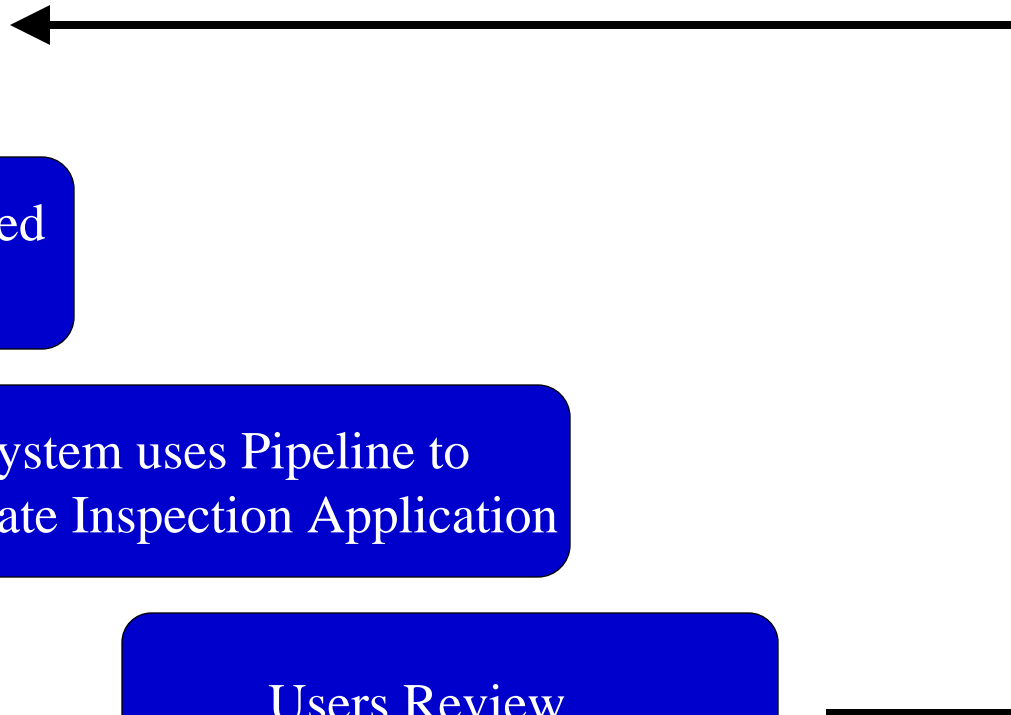 ed
ystem uses Pipeline to
ate Inspection Application
Users Review